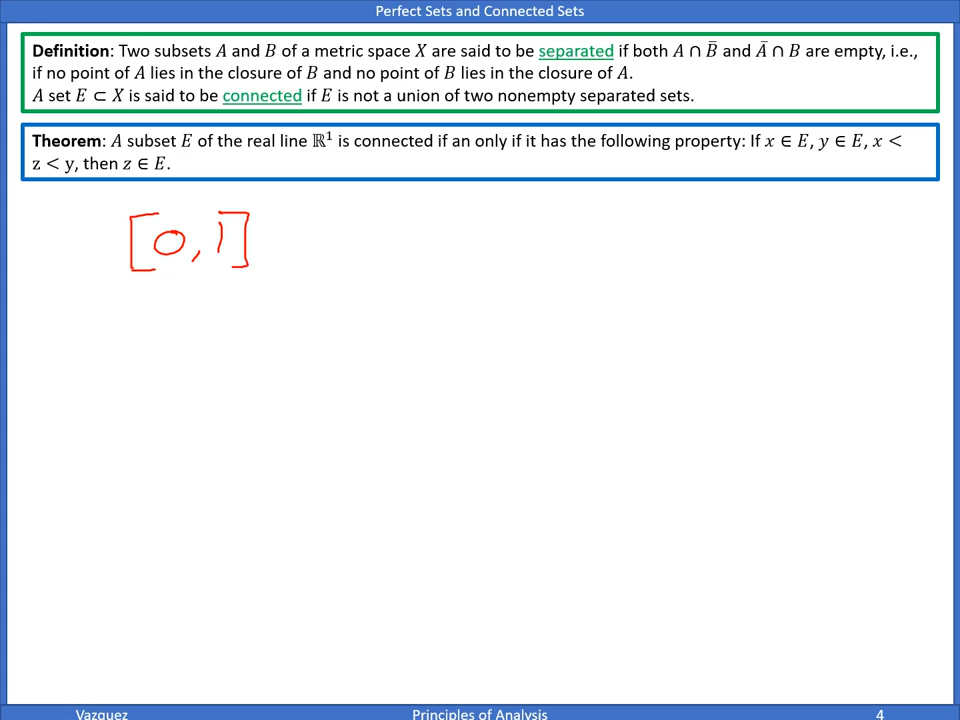 Perfect Sets and Connected Sets
Definition: Two subsets 𝐴 and 𝐵 of a metric space 𝑋 are said to be separated if both 𝐴 ∩ 𝐵̅ and 𝐴̅ ∩ 𝐵 are empty, i.e.,
if no point of 𝐴 lies in the closure of 𝐵 and no point of 𝐵 lies in the closure of 𝐴.
𝐴 set 𝐸 ⊂ 𝑋 is said to be connected if 𝐸 is not a union of two nonempty separated sets.
Theorem: 𝐴 subset 𝐸 of the real line ℝ¹ is connected if an only if it has the following property: If 𝑥 ∈ 𝐸, 𝑦 ∈ 𝐸, 𝑥 <
z < y, then 𝑧 ∈ 𝐸.
[0,1]
Vazquez Principles of Analysis 4